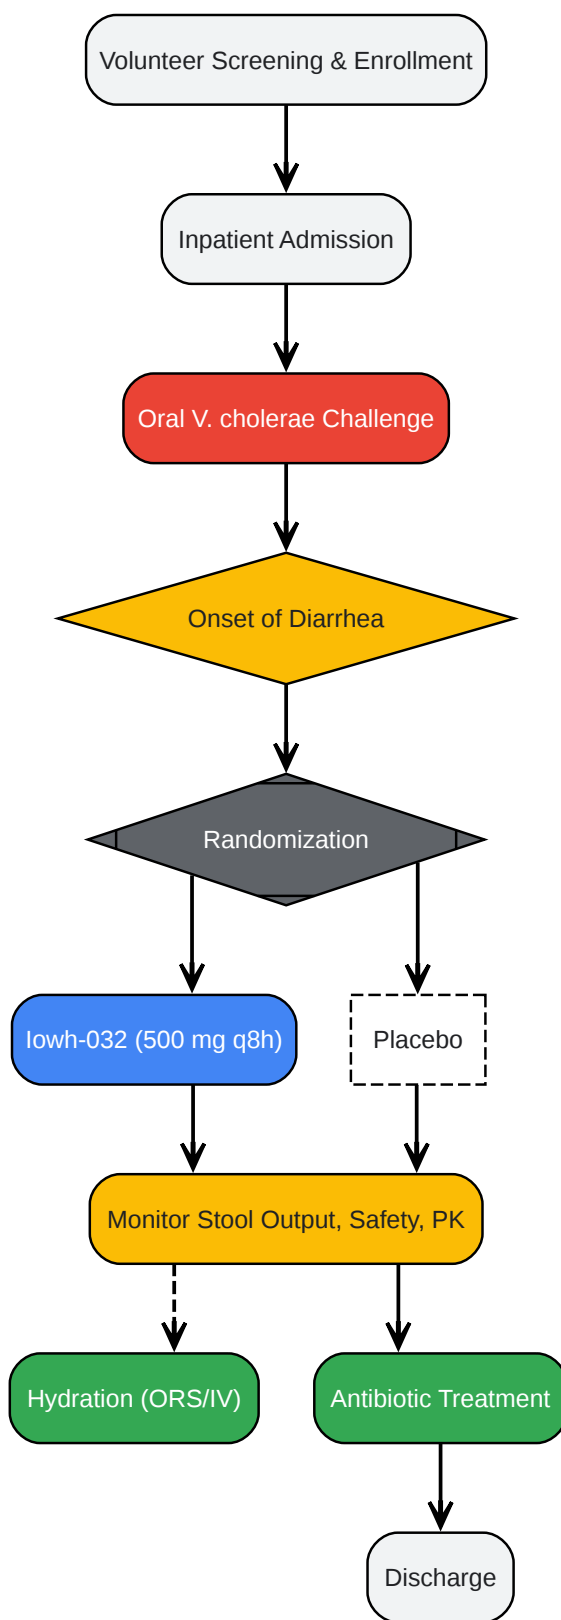 Volunteer Screening & Enrollment
Inpatient Admission
Oral V. cholerae Challenge
Onset of Diarrhea
Randomization
Iowh-032 (500 mg q8h)
Placebo
Monitor Stool Output, Safety, PK
Hydration (ORS/IV)
Antibiotic Treatment
Discharge